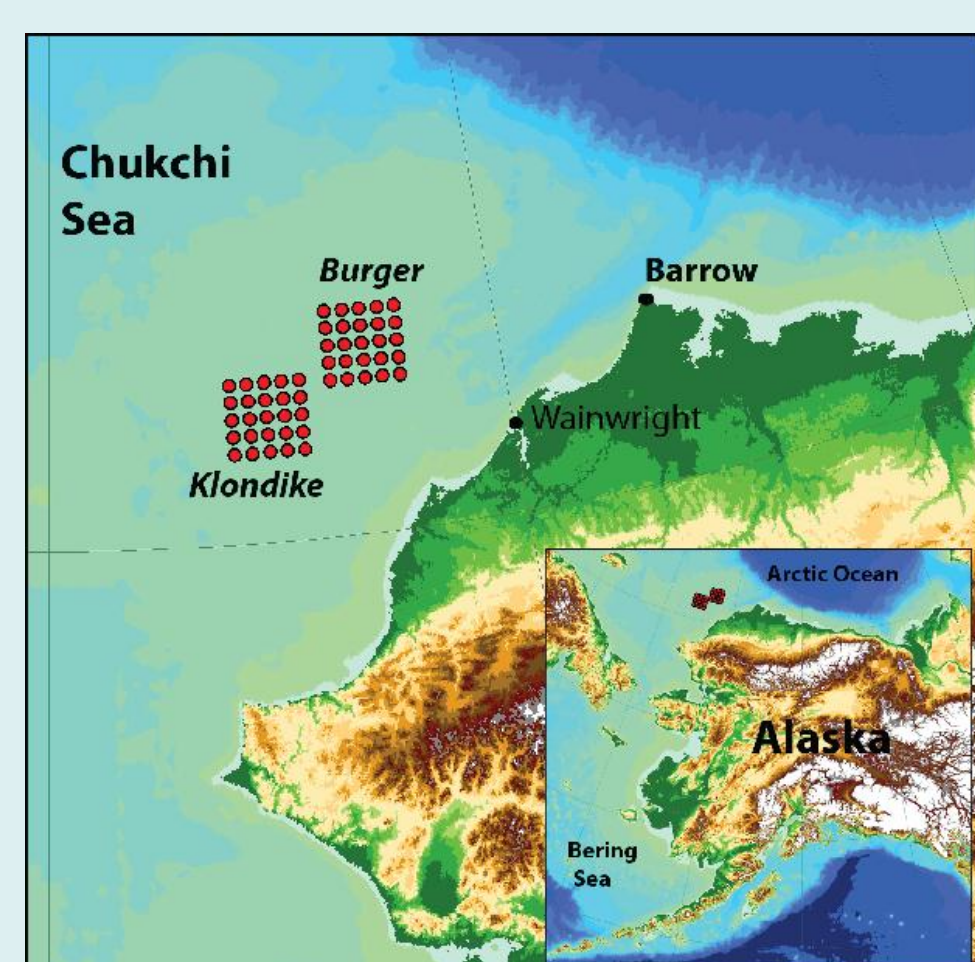 Chukchi
Sea
Burger
Barrow
Wainwright
Klondike
Arctic Ocean
Alaska
Bering
Sea